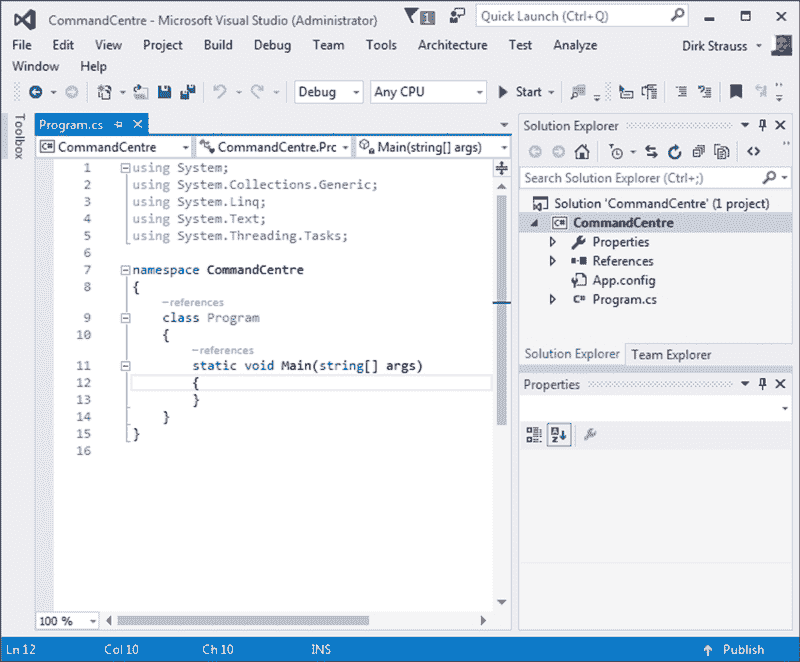 CommandCentre - Microsoft Visual Studio (Administrator)
1
Quick Launch (Ctrl+Q)
File Edit View Project Build Debug Team Tools Architecture Test Analyze
Dirk Strauss
Window Help
Debug Any CPU Start
Toolbox
Program.cs
C# CommandCentre CommandCentre.Prc Main(string[] args)
1 using System;
2 using System.Collections.Generic;
3 using System.Linq;
4 using System.Text;
5 using System.Threading.Tasks;
6
7 namespace CommandCentre
8 {
–references
9 class Program
10 {
–references
11 static void Main(string[] args)
12 {
13 }
14 }
15 }
16
100 %
Solution Explorer
Search Solution Explorer (Ctrl+;)
Solution 'CommandCentre' (1 project)
C# CommandCentre
Properties
References
App.config
C# Program.cs
Solution Explorer Team Explorer
Properties
A
Z
Ln 12 Col 10 Ch 10 INS Publish